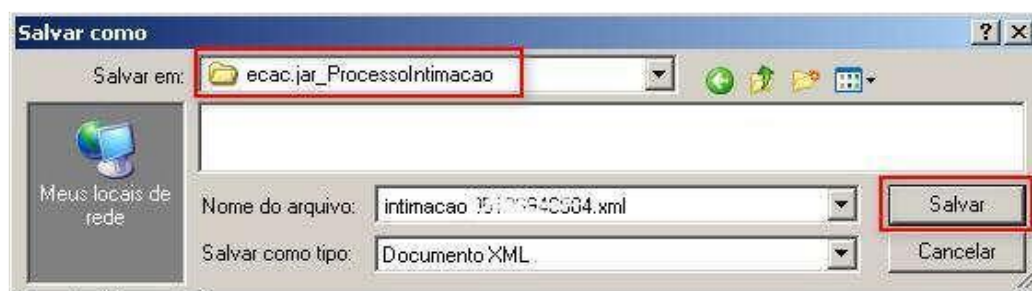 Salvar como
Salvar em: ecac.jar_ProcessoIntimacao
Meus locais de
rede
Nome do arquivo: intimacao .xml
Salvar
Salvar como tipo: Documento XML
Cancelar